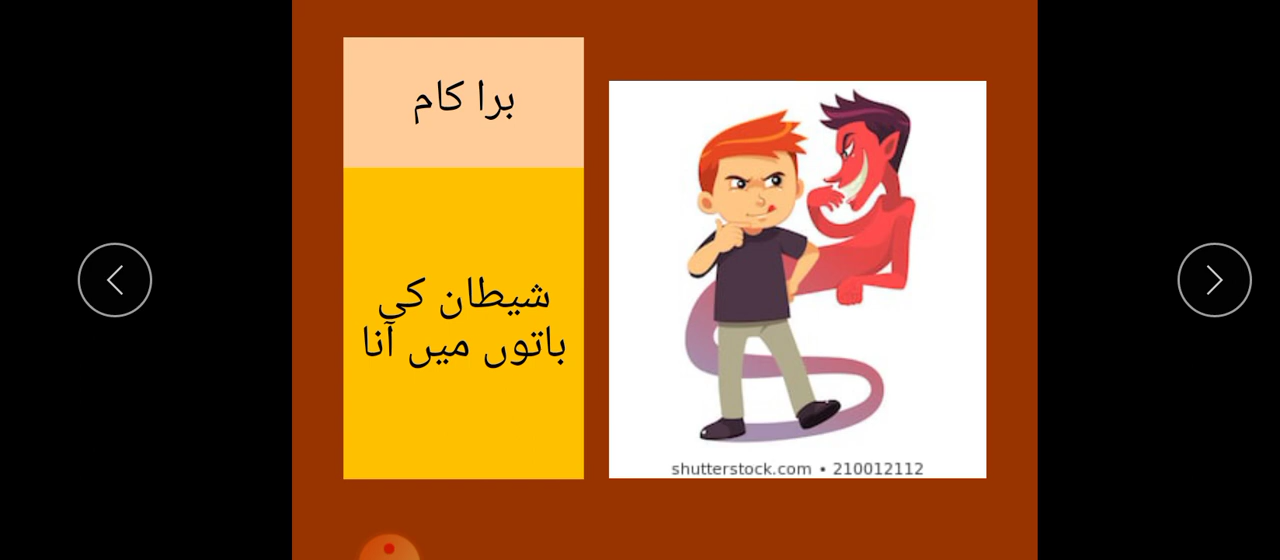 برا کام
شیطان کی
باتوں میں آنا
shutterstock.com • 210012112